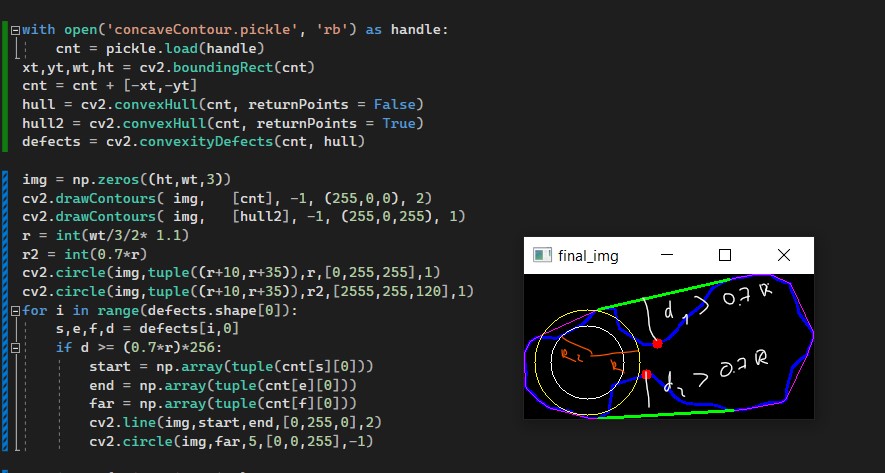 with open('concaveContour.pickle', 'rb') as handle:
    cnt = pickle.load(handle)
xt,yt,wt,ht = cv2.boundingRect(cnt)
cnt = cnt + [-xt,-yt]
hull = cv2.convexHull(cnt, returnPoints = False)
hull2 = cv2.convexHull(cnt, returnPoints = True)
defects = cv2.convexityDefects(cnt, hull)
img = np.zeros((ht,wt,3))
cv2.drawContours( img,   [cnt], -1, (255,0,0), 2)
cv2.drawContours( img,   [hull2], -1, (255,0,255), 1)
r = int(wt/3/2* 1.1)
r2 = int(0.7*r)
cv2.circle(img,tuple((r+10,r+35)),r,[0,255,255],1)
cv2.circle(img,tuple((r+10,r+35)),r2,[2555,255,120],1)
for i in range(defects.shape[0]):
    s,e,f,d = defects[i,0]
    if d >= (0.7*r)*256:
        start = np.array(tuple(cnt[s][0]))
        end = np.array(tuple(cnt[e][0]))
        far = np.array(tuple(cnt[f][0]))
        cv2.line(img,start,end,[0,255,0],2)
        cv2.circle(img,far,5,[0,0,255],-1)
final_img
d1 > 0.7 R
R2
R
d2 > 0.7 R